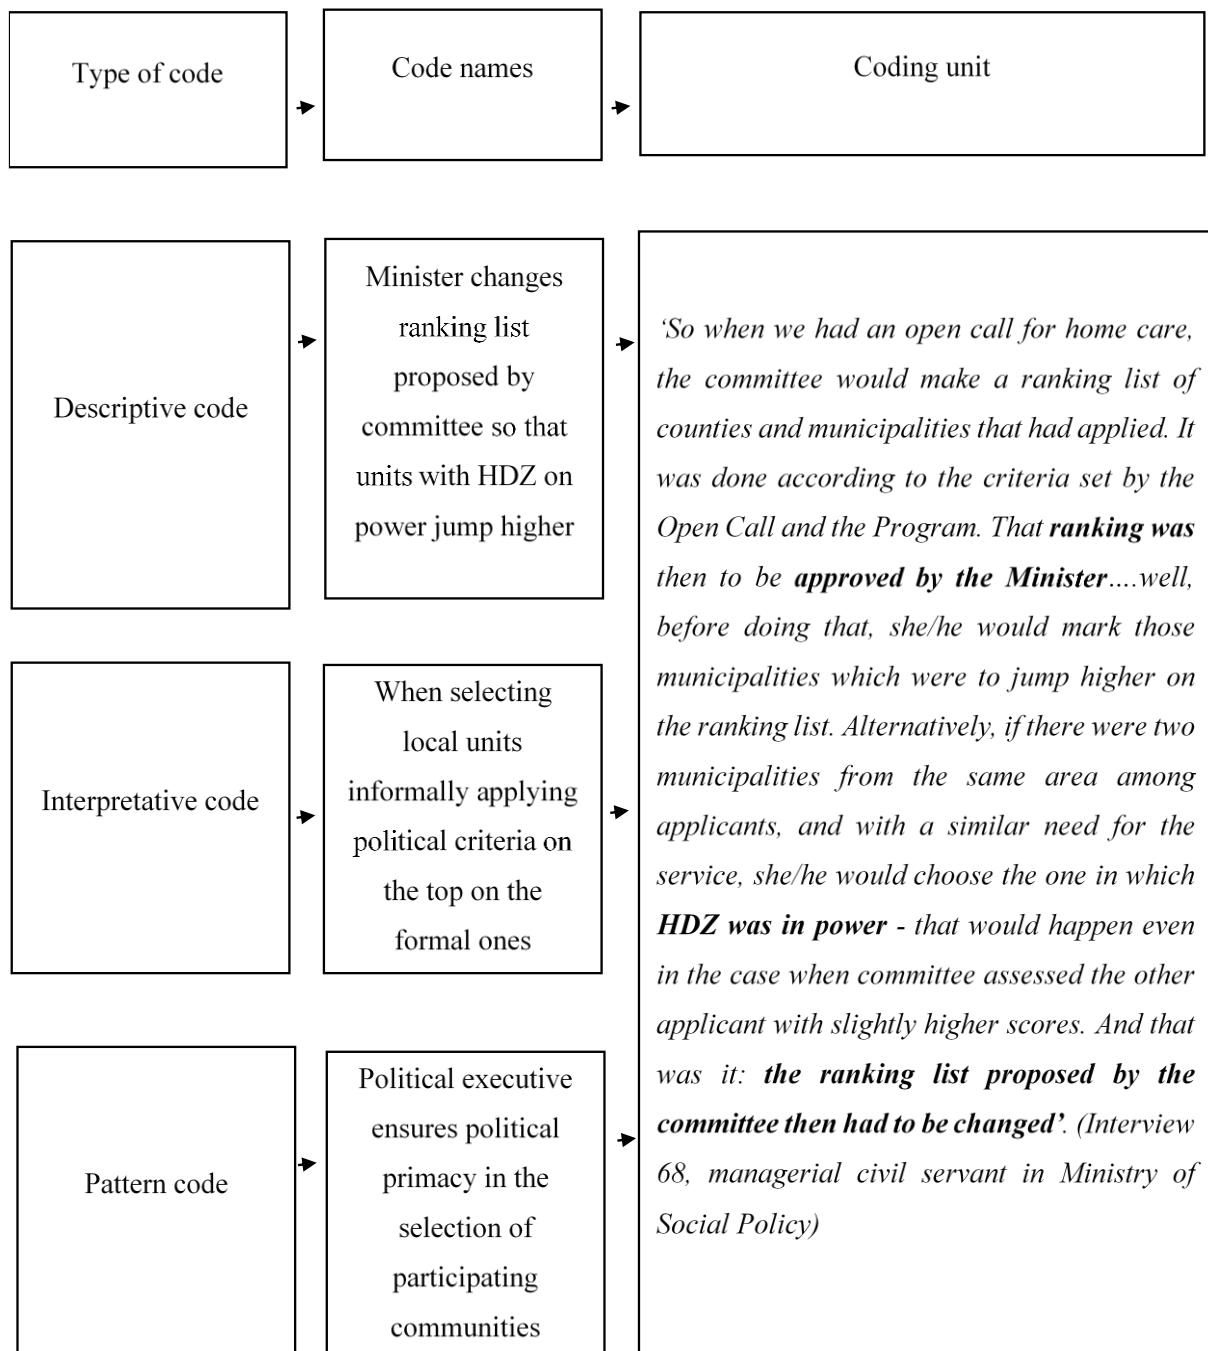 Type of code
Code names
Coding unit
Descriptive code
Minister changes
ranking list
proposed by
committee so that
units with HDZ on
power jump higher
Interpretative code
When selecting
local units
informally applying
political criteria on
the top on the
formal ones
Pattern code
Political executive
ensures political
primacy in the
selection of
participating
communities
‘So when we had an open call for home care,
the committee would make a ranking list of
counties and municipalities that had applied. It
was done according to the criteria set by the
Open Call and the Program. That ranking was
then to be approved by the Minister....well,
before doing that, she/he would mark those
municipalities which were to jump higher on
the ranking list. Alternatively, if there were two
municipalities from the same area among
applicants, and with a similar need for the
service, she/he would choose the one in which
HDZ was in power - that would happen even
in the case when committee assessed the other
applicant with slightly higher scores. And that
was it: the ranking list proposed by the
committee then had to be changed’. (Interview
68, managerial civil servant in Ministry of
Social Policy)